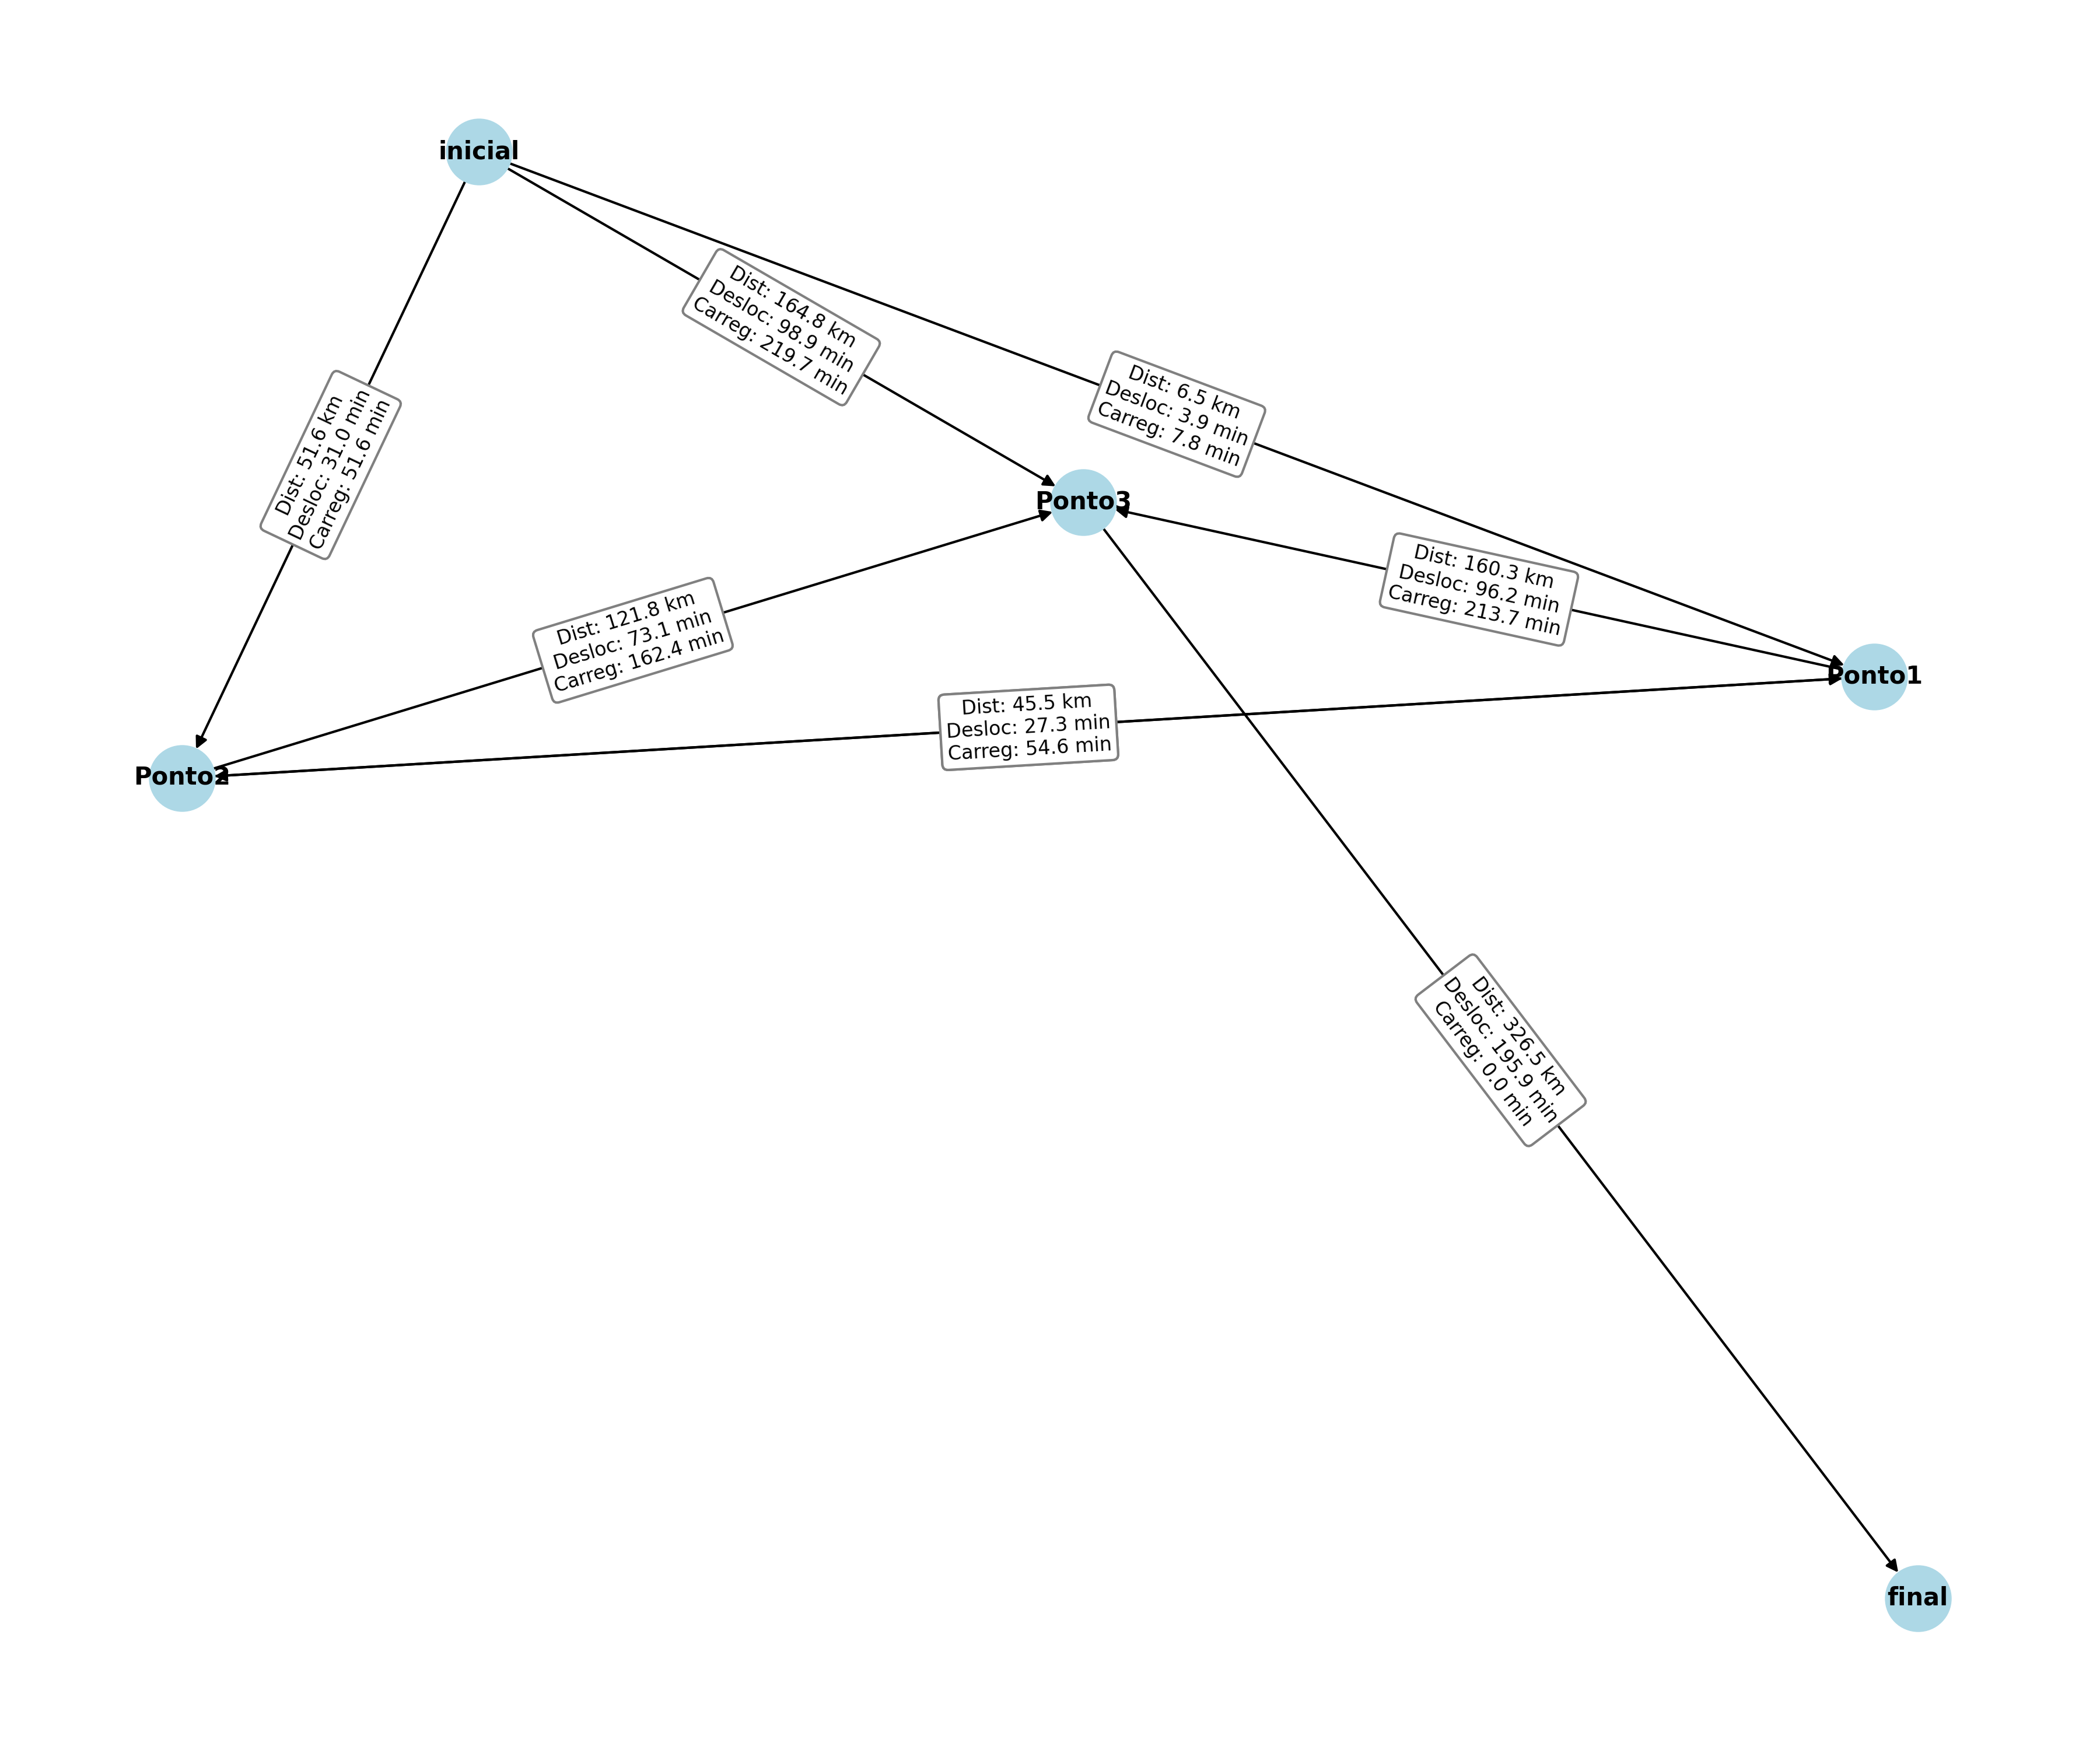 inicial
Dist: 164.8 km
Desloc: 98.9 min
Carreg: 219.7 min
Dist: 6.5 km
Desloc: 3.9 min
Carreg: 7.8 min
Dist: 51.6 km
Desloc: 31.0 min
Carreg: 51.6 min
Ponto3
Dist: 160.3 km
Desloc: 96.2 min
Carreg: 213.7 min
Dist: 121.8 km
Desloc: 73.1 min
Carreg: 162.4 min
Ponto1
Dist: 45.5 km
Desloc: 27.3 min
Carreg: 54.6 min
Ponto2
Dist: 326.5 km
Desloc: 195.9 min
Carreg: 0.0 min
final